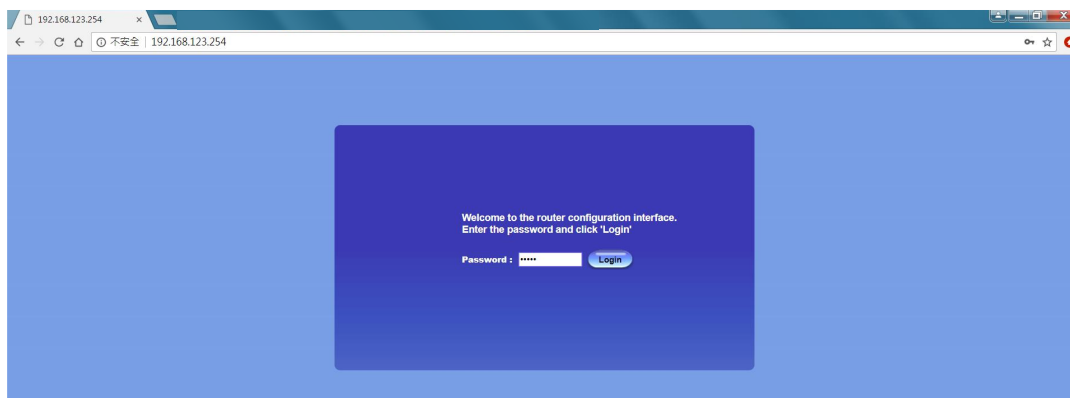 192.168.123.254
不安全 | 192.168.123.254
Welcome to the router configuration interface.
Enter the password and click 'Login'
Password : ••••• Login